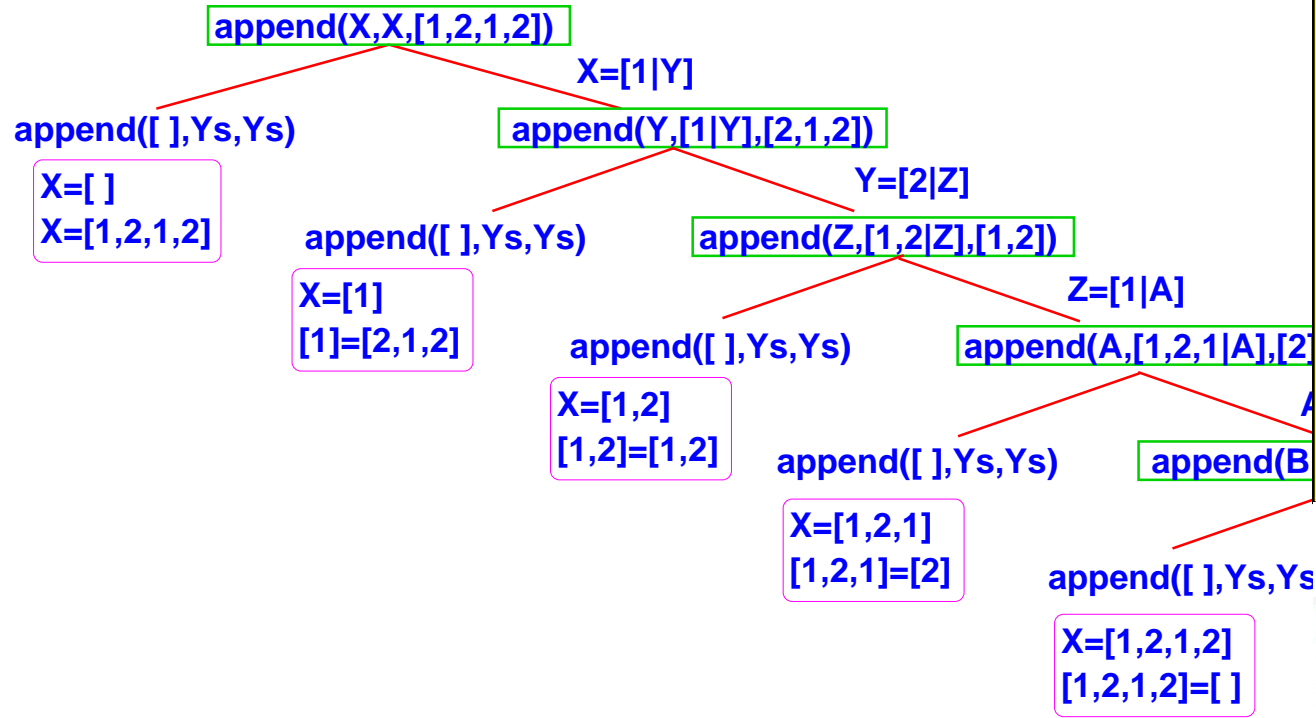 append(X,X,[1,2,1,2])
X=[1|Y]
append([ ],Ys,Ys)
append(Y,[1|Y],[2,1,2])
X=[ ]
X=[1,2,1,2]
Y=[2|Z]
append([ ],Ys,Ys)
append(Z,[1,2|Z],[1,2])
X=[1]
[1]=[2,1,2]
Z=[1|A]
append([ ],Ys,Ys)
append(A,[1,2,1|A],[2]
X=[1,2]
[1,2]=[1,2]
A
append([ ],Ys,Ys)
append(B
X=[1,2,1]
[1,2,1]=[2]
append([ ],Ys,Ys
X=[1,2,1,2]
[1,2,1,2]=[ ]